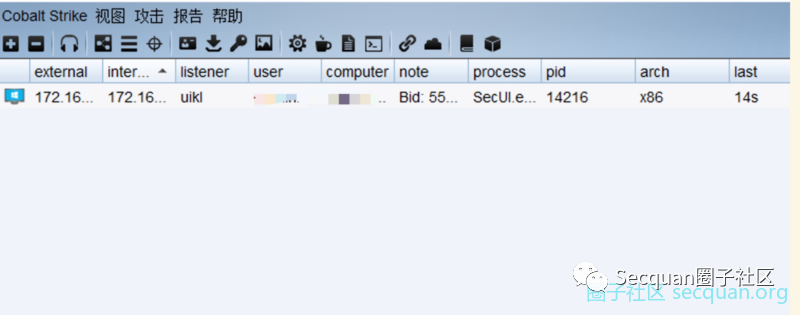 Cobalt Strike 视图 攻击 报告 帮助
external inter... listener user computer note process pid arch last
172.16... 172.16... uikl .. Bid: 55... SecUI.e... 14216 x86 14s
Secquan圈子社区
圈子社区 secquan.org